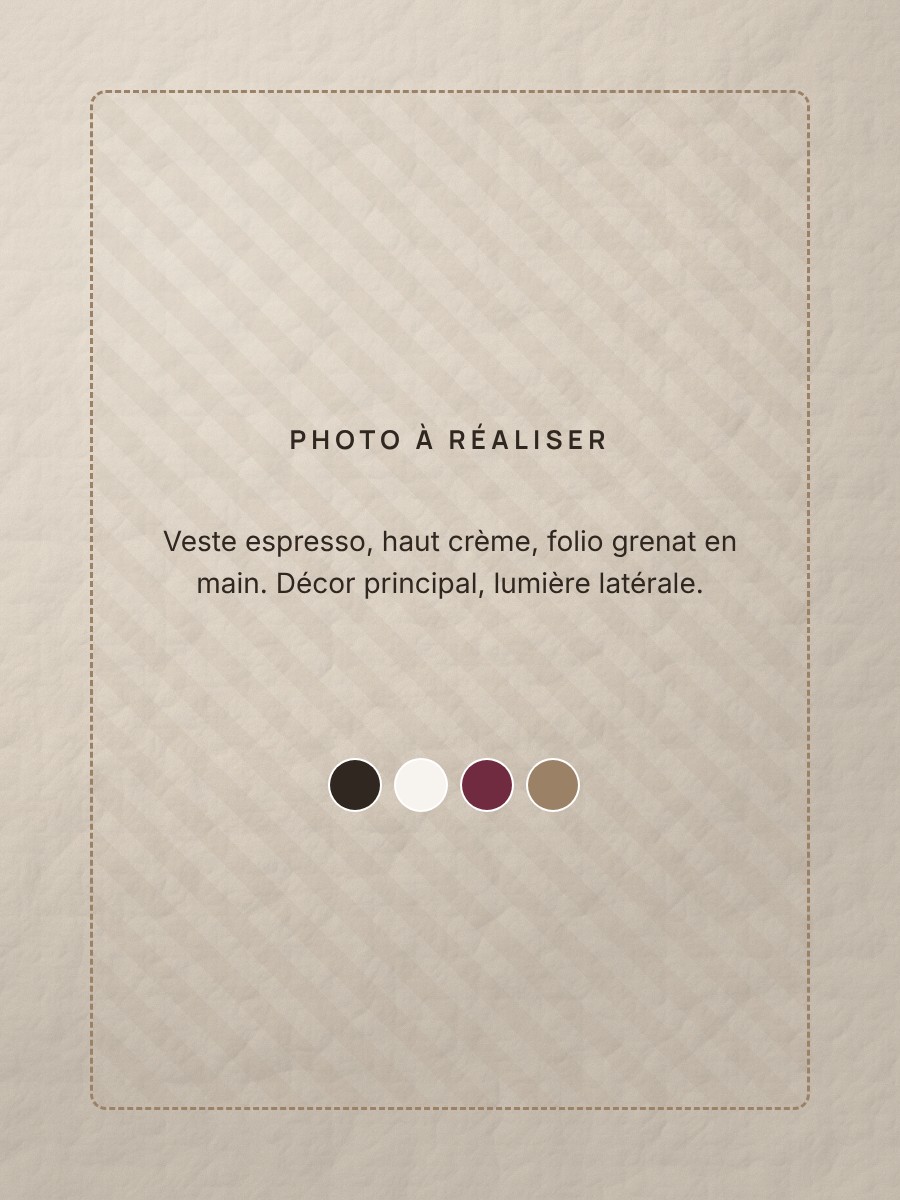 PHOTO À RÉALISER
Veste espresso, haut crème, folio grenat en
main. Décor principal, lumière latérale.